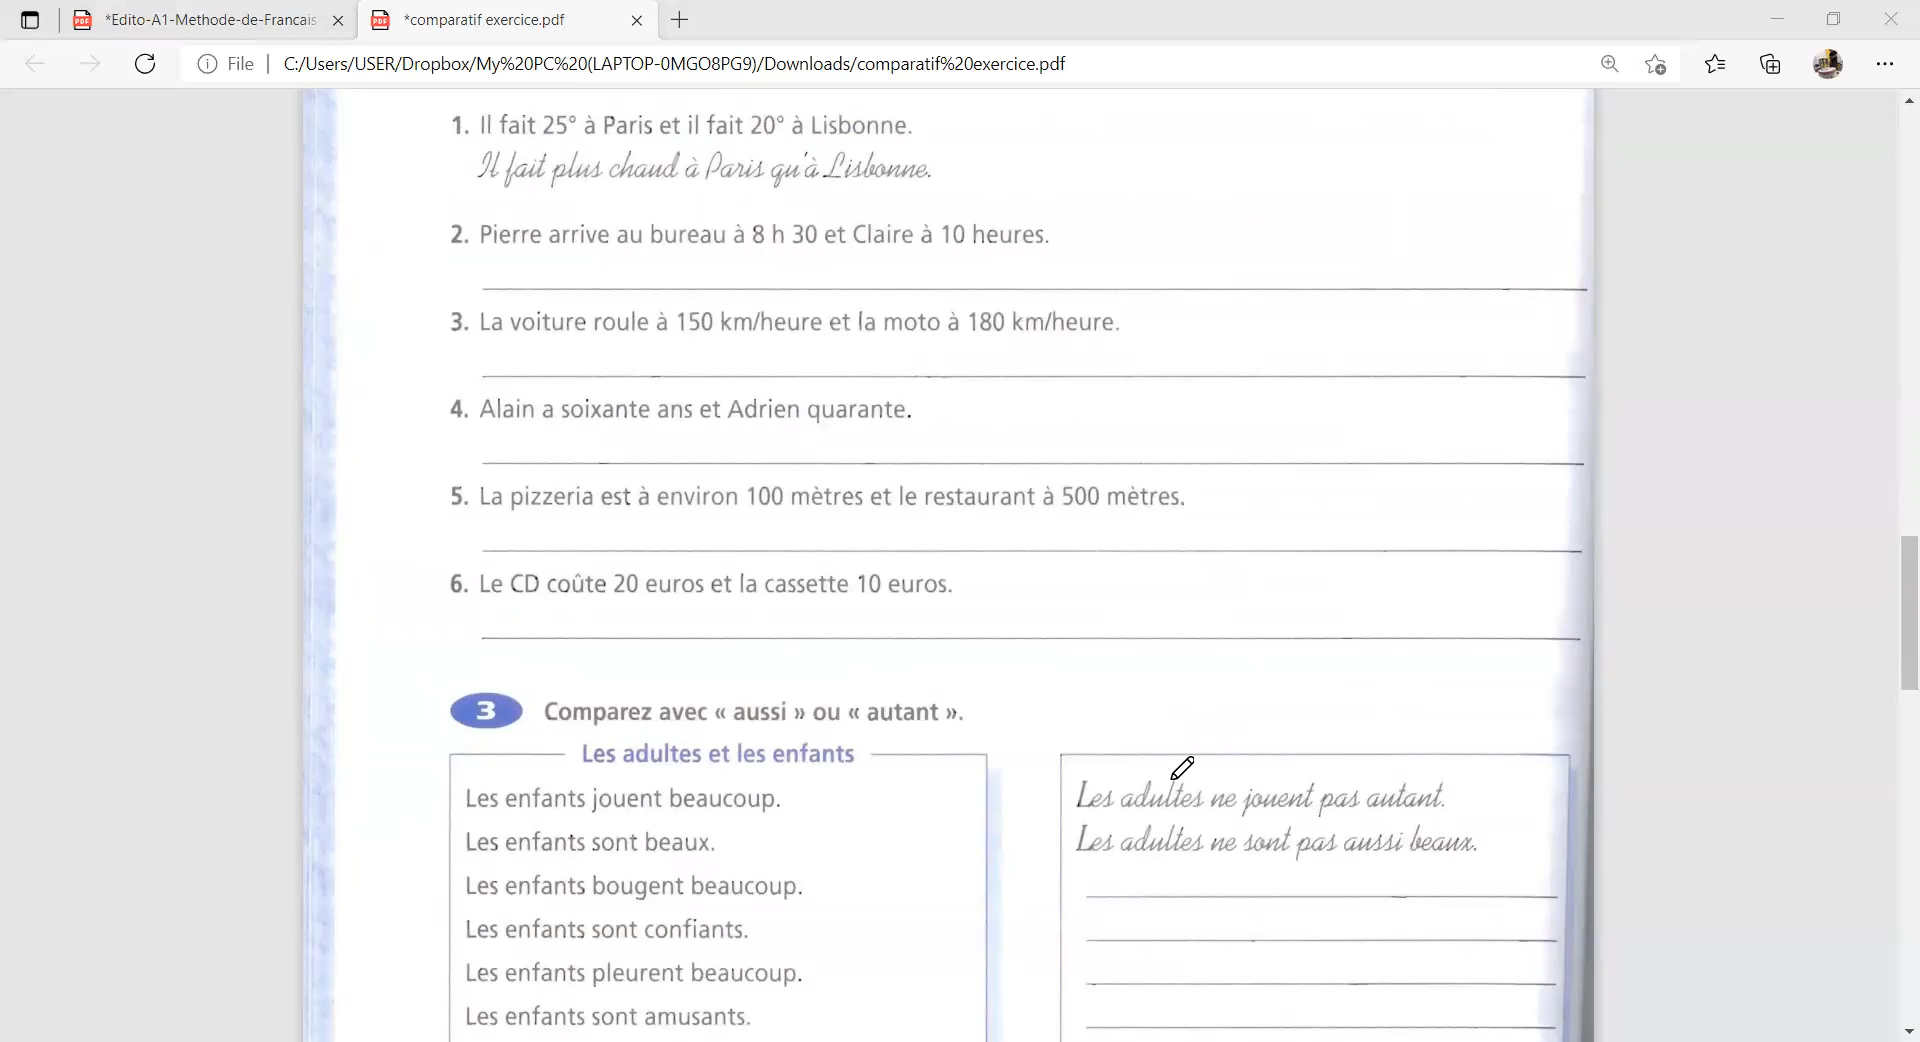 *Edito-A1-Methode-de-Francais
*comparatif exercice.pdf
File
C:/Users/USER/Dropbox/My%20PC%20(LAPTOP-0MGO8PG9)/Downloads/comparatif%20exercice.pdf
1. Il fait 25° à Paris et il fait 20° à Lisbonne.
Il fait plus chaud à Paris qu'à Lisbonne.
2. Pierre arrive au bureau à 8 h 30 et Claire à 10 heures.
3. La voiture roule à 150 km/heure et la moto à 180 km/heure.
4. Alain a soixante ans et Adrien quarante.
5. La pizzeria est à environ 100 mètres et le restaurant à 500 mètres.
6. Le CD coûte 20 euros et la cassette 10 euros.
3 Comparez avec « aussi » ou « autant ».
Les adultes et les enfants
Les enfants jouent beaucoup.
Les enfants sont beaux.
Les enfants bougent beaucoup.
Les enfants sont confiants.
Les enfants pleurent beaucoup.
Les enfants sont amusants.
Les adultes ne jouent pas autant.
Les adultes ne sont pas aussi beaux.